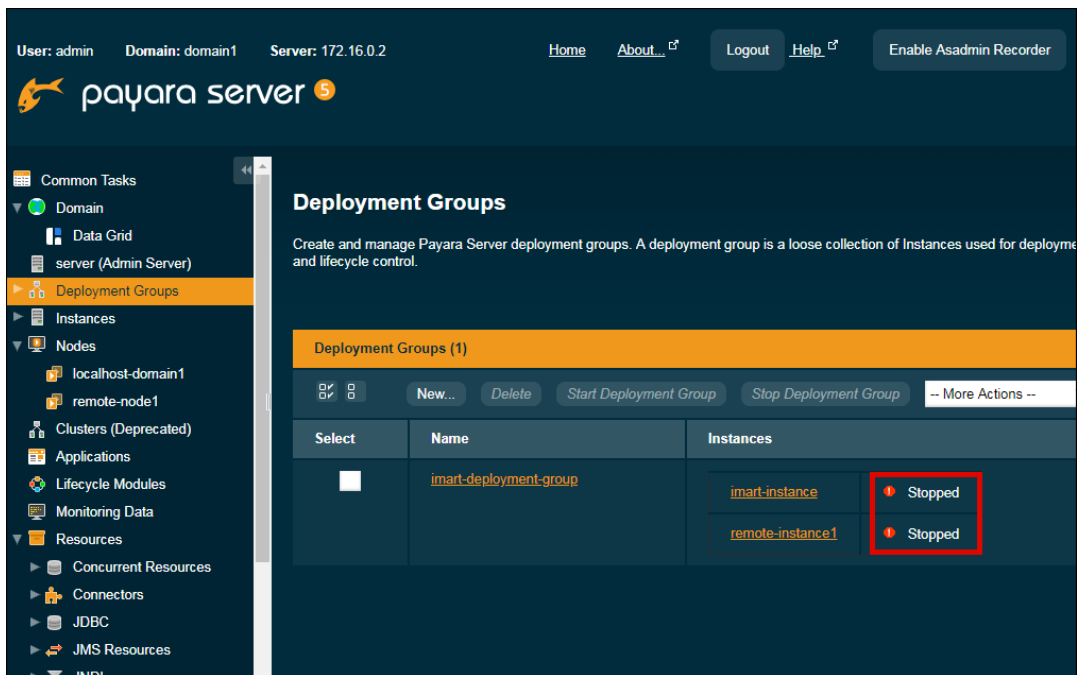 User: admin Domain: domain1 Server: 172.16.0.2 Home About... Logout Help Enable Asadmin Recorder
payara server 5
Common Tasks
Domain
Data Grid
server (Admin Server)
Deployment Groups
Instances
Nodes
localhost-domain1
remote-node1
Clusters (Deprecated)
Applications
Lifecycle Modules
Monitoring Data
Resources
Concurrent Resources
Connectors
JDBC
JMS Resources
JNDI
Deployment Groups
Create and manage Payara Server deployment groups. A deployment group is a loose collection of Instances used for deployme
and lifecycle control.
Deployment Groups (1)
New... Delete Start Deployment Group Stop Deployment Group -- More Actions --
Select Name Instances
imart-deployment-group
imart-instance Stopped
remote-instance1 Stopped